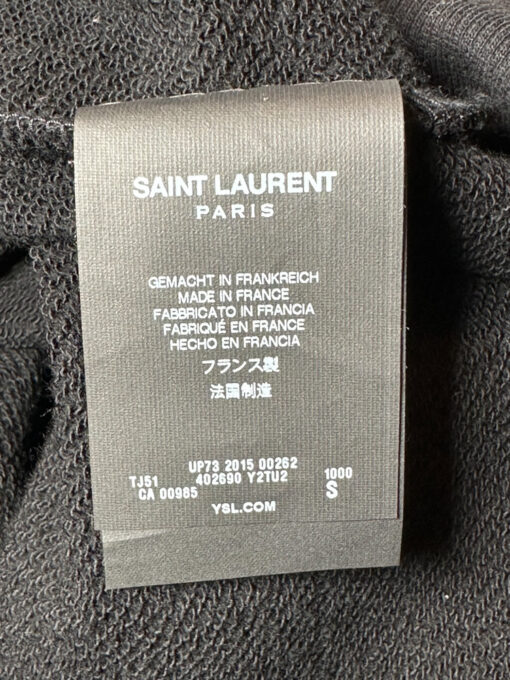 SAINT LAURENT
PARIS
GEMACHT IN FRANKREICH
MADE IN FRANCE
FABBRICATO IN FRANCIA
FABRIQUÉ EN FRANCE
HECHO EN FRANCIA
フランス製
法国制造
UP73 2015 00262
TJ51 402690 Y2TU2 1000
CA 00985 S
YSL.COM